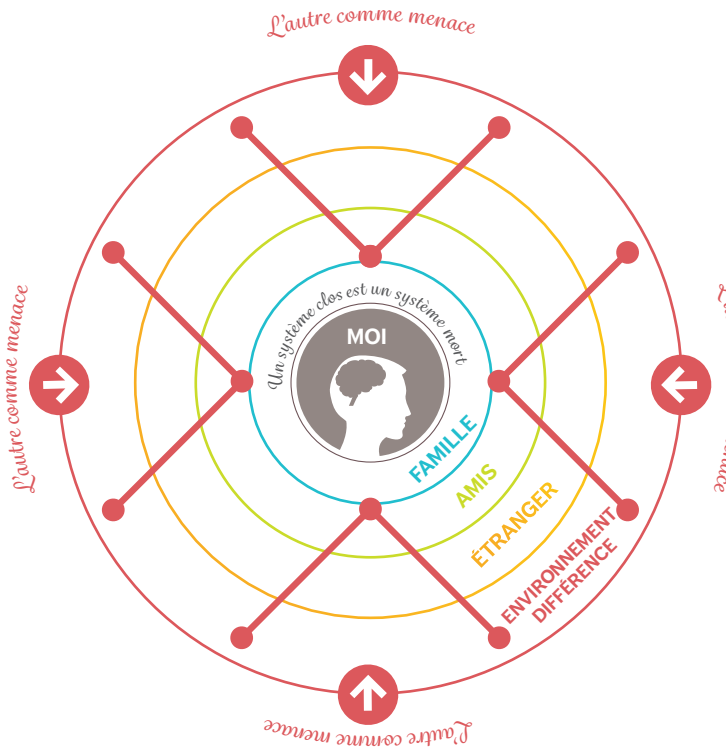 L'autre comme menace
L'autre comme menace
Un système clos est un système mort
MOI
FAMILLE
AMIS
ÉTRANGER
ENVIRONNEMENT
DIFFÉRENCE
L'autre comme menace